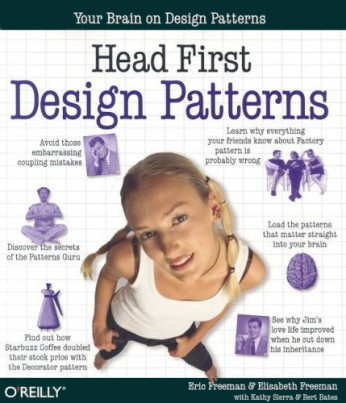 Your Brain on Design Patterns
Head First
Design Patterns
Avoid those
embarrassing
coupling mistakes
Learn why everything
your friends know about Factory
pattern is
probably wrong
Discover the secrets
of the Patterns Guru
Load the patterns
that matter straight
into your brain
Find out how
Starbuzz Coffee doubled
their stock price with
the Decorator pattern
See why Jim's
love life improved
when he cut down
his inheritance
O'REILLY®
Eric Freeman & Elisabeth Freeman
with Kathy Sierra & Bert Bates